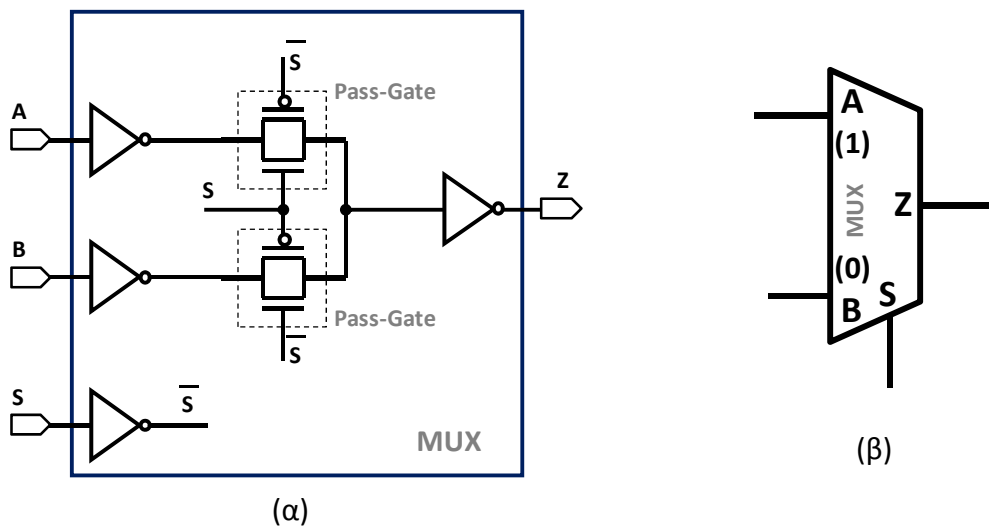 S̅
Pass-Gate
A
S
Z
B
Pass-Gate
S̅
S
S̅
MUX
(α)
A
(1)
MUX
Z
(0)
S
B
(β)